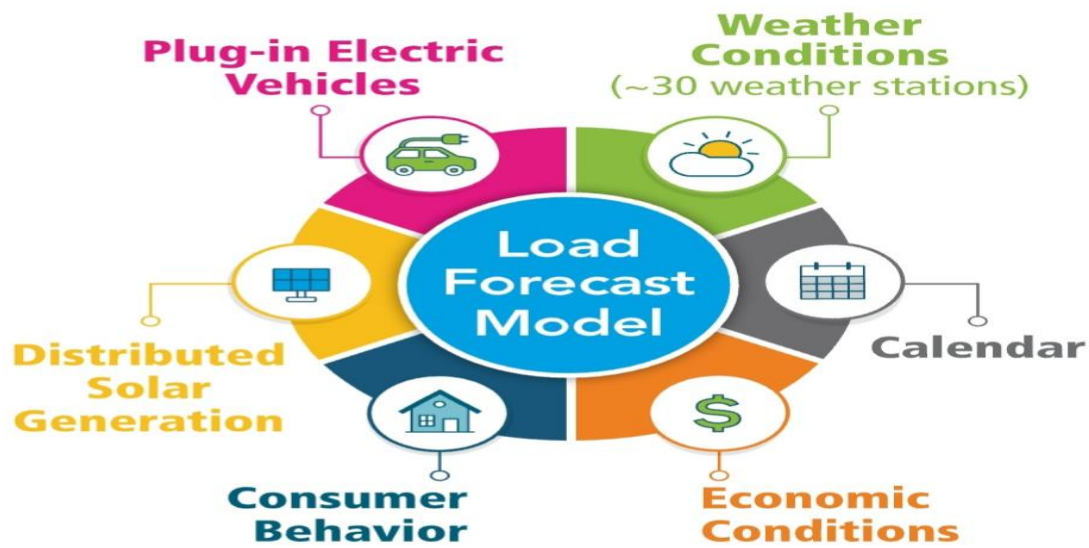 Plug-in Electric
Vehicles
Weather
Conditions
(~30 weather stations)
Load
Forecast
Model
Distributed
Solar
Generation
Calendar
Consumer
Behavior
Economic
Conditions
$